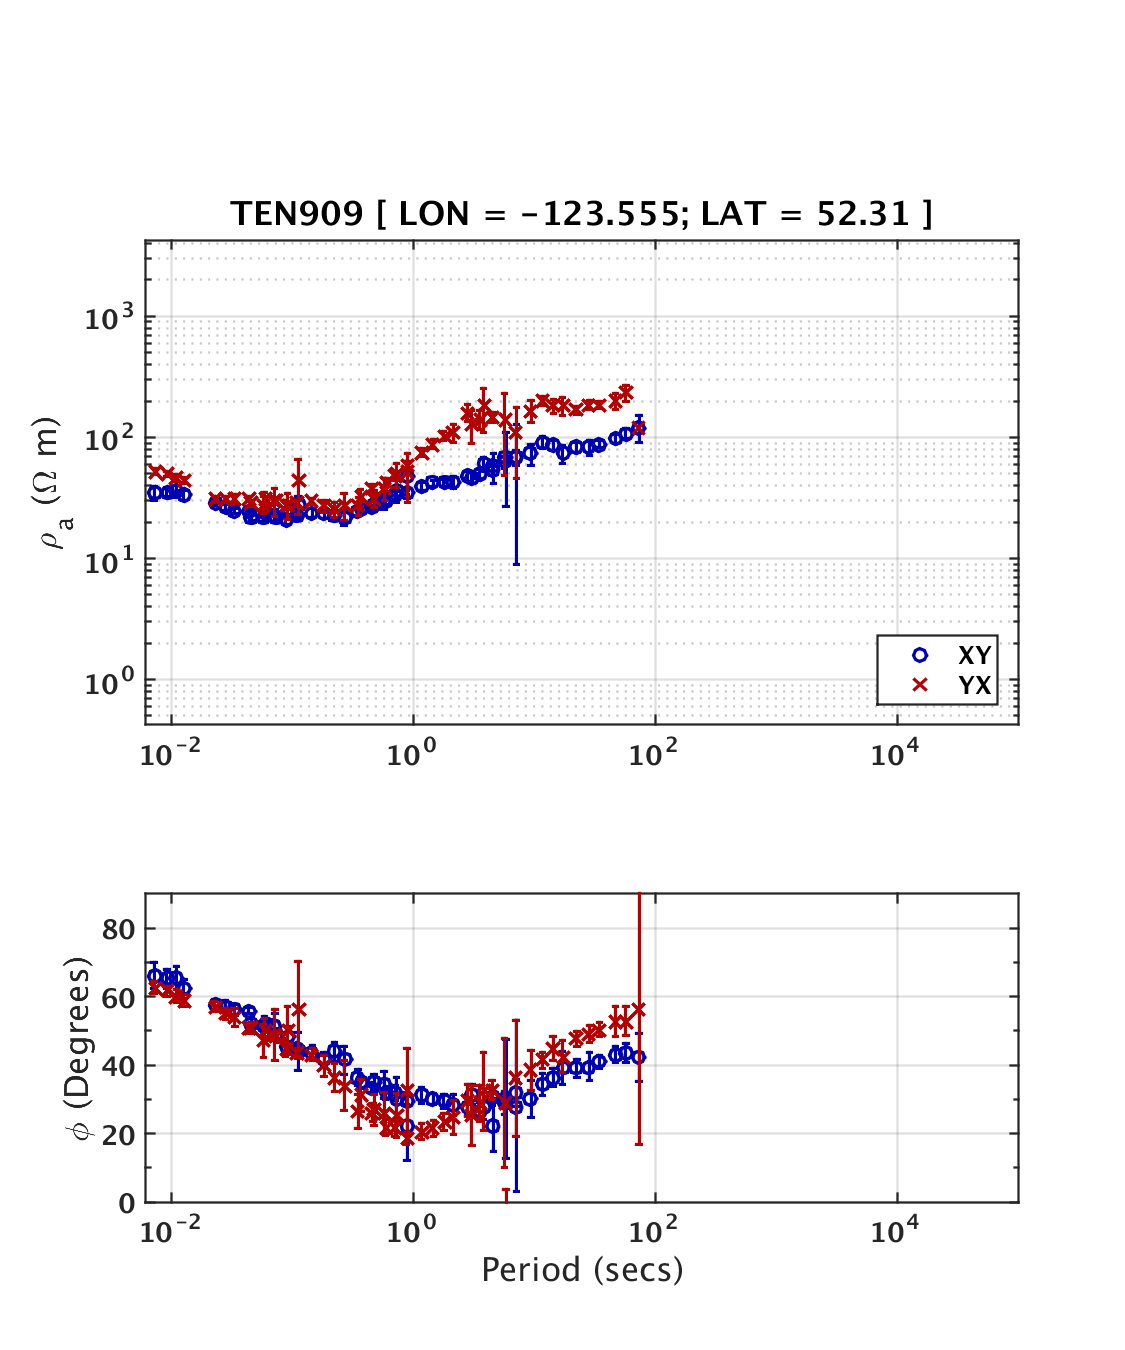 TEN909 [ LON = -123.555; LAT = 52.31 ]
ρa (Ω m)
10^3
10^2
10^1
10^0
XY
YX
10^-2 10^0 10^2 10^4
ϕ (Degrees)
80
60
40
20
0
10^-2 10^0 10^2 10^4
Period (secs)